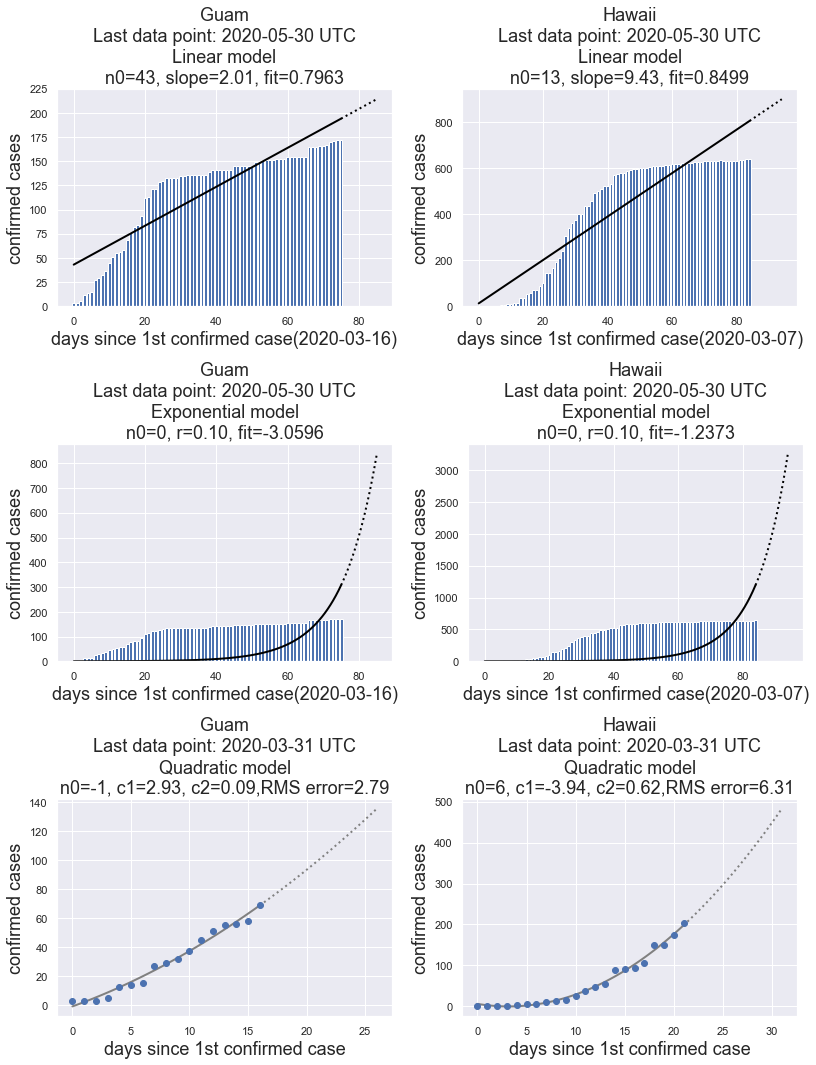 Guam
Last data point: 2020-05-30 UTC
Linear model
n0=43, slope=2.01, fit=0.7963
225
200
175
150
125
100
75
50
25
0
confirmed cases
0 20 40 60 80
days since 1st confirmed case(2020-03-16)
Hawaii
Last data point: 2020-05-30 UTC
Linear model
n0=13, slope=9.43, fit=0.8499
800
600
400
200
0
confirmed cases
0 20 40 60 80
days since 1st confirmed case(2020-03-07)
Guam
Last data point: 2020-05-30 UTC
Exponential model
n0=0, r=0.10, fit=-3.0596
800
700
600
500
400
300
200
100
0
confirmed cases
0 20 40 60 80
days since 1st confirmed case(2020-03-16)
Hawaii
Last data point: 2020-05-30 UTC
Exponential model
n0=0, r=0.10, fit=-1.2373
3000
2500
2000
1500
1000
500
0
confirmed cases
0 20 40 60 80
days since 1st confirmed case(2020-03-07)
Guam
Last data point: 2020-03-31 UTC
Quadratic model
n0=-1, c1=2.93, c2=0.09,RMS error=2.79
140
120
100
80
60
40
20
0
confirmed cases
0 5 10 15 20 25
days since 1st confirmed case
Hawaii
Last data point: 2020-03-31 UTC
Quadratic model
n0=6, c1=-3.94, c2=0.62,RMS error=6.31
500
400
300
200
100
0
confirmed cases
0 5 10 15 20 25 30
days since 1st confirmed case